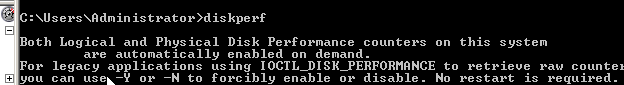 C:\Users\Administrator>diskperf
Both Logical and Physical Disk Performance counters on this system
are automatically enabled on demand.
For legacy applications using IOCTL_DISK_PERFORMANCE to retrieve raw counter
you can use -Y or -N to forcibly enable or disable. No restart is required.